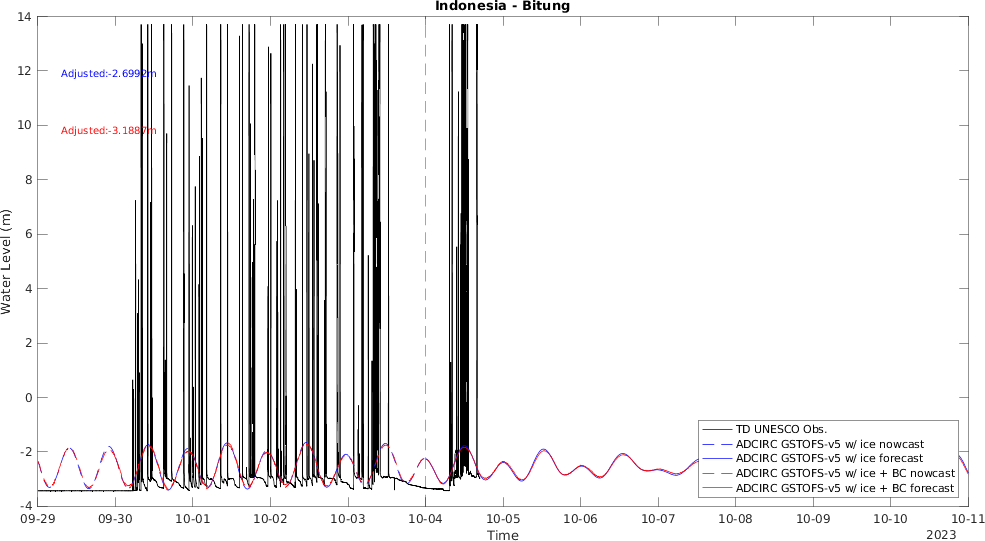 Indonesia - Bitung
14
12
10
8
6
4
2
0
-2
-4
Water Level (m)
Adjusted:-2.6992m
Adjusted:-3.1887m
TD UNESCO Obs.
ADCIRC GSTOFS-v5 w/ ice nowcast
ADCIRC GSTOFS-v5 w/ ice forecast
ADCIRC GSTOFS-v5 w/ ice + BC nowcast
ADCIRC GSTOFS-v5 w/ ice + BC forecast
09-29 09-30 10-01 10-02 10-03 10-04 10-05 10-06 10-07 10-08 10-09 10-10 10-11
Time
2023